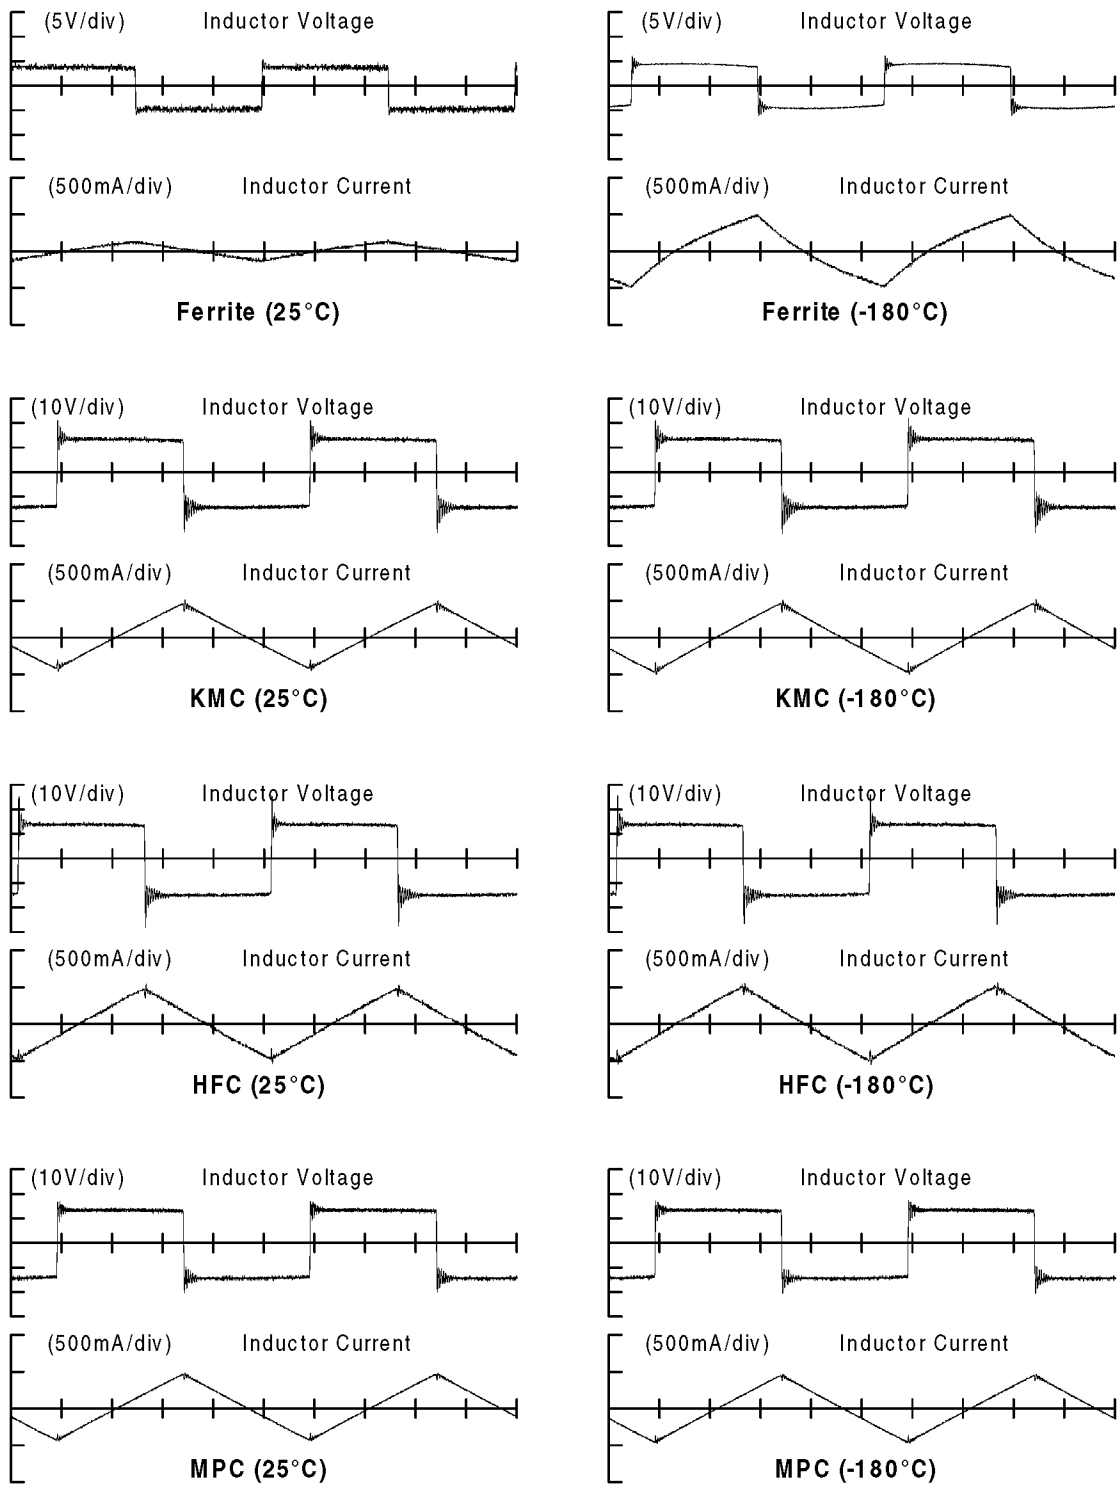 (5V/div) Inductor Voltage
(5V/div) Inductor Voltage
(500mA/div) Inductor Current
(500mA/div) Inductor Current
Ferrite (25°C)
Ferrite (-180°C)
(10V/div) Inductor Voltage
(10V/div) Inductor Voltage
(500mA/div) Inductor Current
(500mA/div) Inductor Current
KMC (25°C)
KMC (-180°C)
(10V/div) Inductor Voltage
(10V/div) Inductor Voltage
(500mA/div) Inductor Current
(500mA/div) Inductor Current
HFC (25°C)
HFC (-180°C)
(10V/div) Inductor Voltage
(10V/div) Inductor Voltage
(500mA/div) Inductor Current
(500mA/div) Inductor Current
MPC (25°C)
MPC (-180°C)